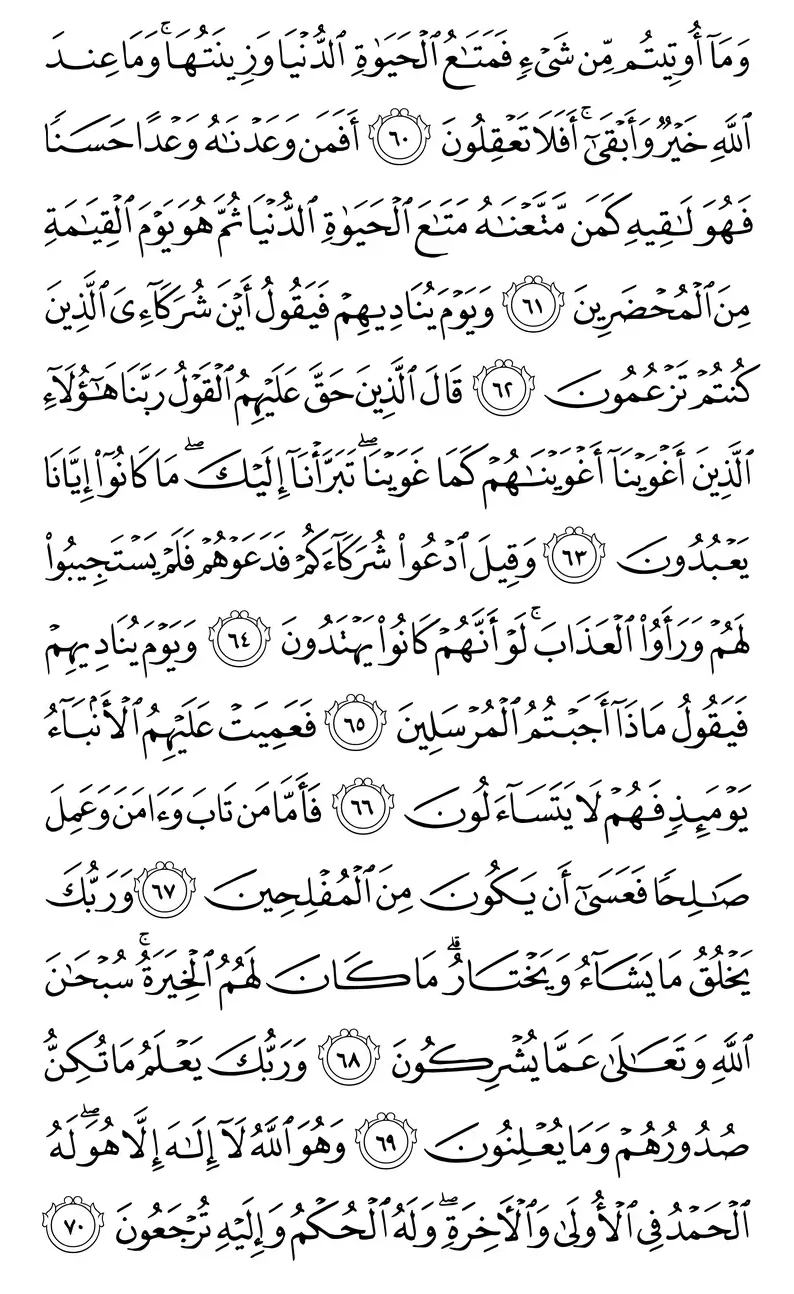 وَمَآ أُوتِيتُم مِّن شَىۡءٍ فَمَتَٰعُ ٱلۡحَيَوٰةِ ٱلدُّنۡيَا وَزِينَتُهَاۚ وَمَا عِندَ
ٱللَّهِ خَيۡرٌ وَأَبۡقَىٰٓۚ أَفَلَا تَعۡقِلُونَ ٦٠ أَفَمَن وَعَدۡنَٰهُ وَعۡدًا حَسَنًا
فَهُوَ لَٰقِيهِ كَمَن مَّتَّعۡنَٰهُ مَتَٰعَ ٱلۡحَيَوٰةِ ٱلدُّنۡيَا ثُمَّ هُوَ يَوۡمَ ٱلۡقِيَٰمَةِ
مِنَ ٱلۡمُحۡضَرِينَ ٦١ وَيَوۡمَ يُنَادِيهِمۡ فَيَقُولُ أَيۡنَ شُرَكَآءِىَ ٱلَّذِينَ
كُنتُمۡ تَزۡعُمُونَ ٦٢ قَالَ ٱلَّذِينَ حَقَّ عَلَيۡهِمُ ٱلۡقَوۡلُ رَبَّنَا هَٰٓؤُلَآءِ
ٱلَّذِينَ أَغۡوَيۡنَآ أَغۡوَيۡنَٰهُمۡ كَمَا غَوَيۡنَاۖ تَبَرَّأۡنَآ إِلَيۡكَۖ مَا كَانُوٓاْ إِيَّانَا
يَعۡبُدُونَ ٦٣ وَقِيلَ ٱدۡعُواْ شُرَكَآءَكُمۡ فَدَعَوۡهُمۡ فَلَمۡ يَسۡتَجِيبُواْ
لَهُمۡ وَرَأَوُاْ ٱلۡعَذَابَۚ لَوۡ أَنَّهُمۡ كَانُواْ يَهۡتَدُونَ ٦٤ وَيَوۡمَ يُنَادِيهِمۡ
فَيَقُولُ مَاذَآ أَجَبۡتُمُ ٱلۡمُرۡسَلِينَ ٦٥ فَعَمِيَتۡ عَلَيۡهِمُ ٱلۡأَنۢبَآءُ
يَوۡمَئِذٍ فَهُمۡ لَا يَتَسَآءَلُونَ ٦٦ فَأَمَّا مَن تَابَ وَءَامَنَ وَعَمِلَ
صَٰلِحًا فَعَسَىٰٓ أَن يَكُونَ مِنَ ٱلۡمُفۡلِحِينَ ٦٧ وَرَبُّكَ
يَخۡلُقُ مَا يَشَآءُ وَيَخۡتَارُۗ مَا كَانَ لَهُمُ ٱلۡخِيَرَةُۚ سُبۡحَٰنَ
ٱللَّهِ وَتَعَٰلَىٰ عَمَّا يُشۡرِكُونَ ٦٨ وَرَبُّكَ يَعۡلَمُ مَا تُكِنُّ
صُدُورُهُمۡ وَمَا يُعۡلِنُونَ ٦٩ وَهُوَ ٱللَّهُ لَآ إِلَٰهَ إِلَّا هُوَۖ لَهُ
ٱلۡحَمۡدُ فِى ٱلۡأُولَىٰ وَٱلۡأَخِرَةِۖ وَلَهُ ٱلۡحُكۡمُ وَإِلَيۡهِ تُرۡجَعُونَ ٧٠